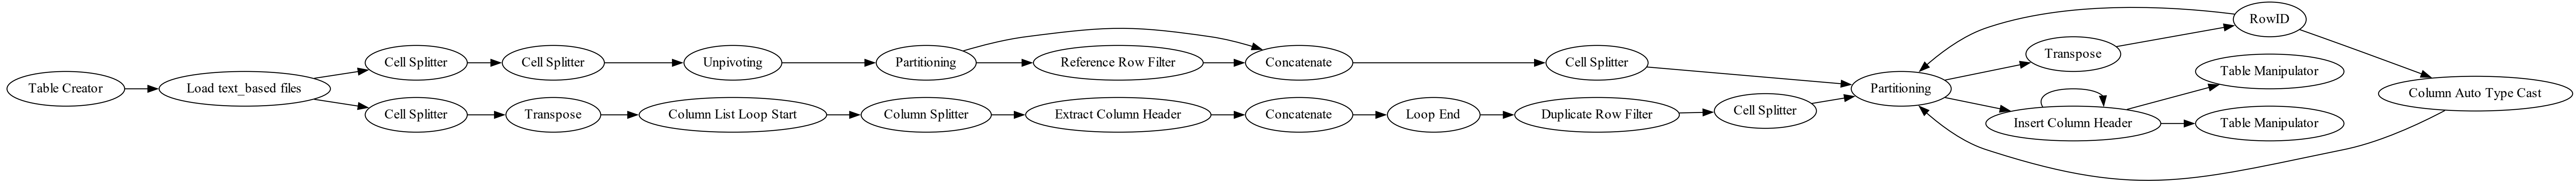 Table Creator
Load text_based files
Cell Splitter
Cell Splitter
Unpivoting
Partitioning
Reference Row Filter
Concatenate
Cell Splitter
Cell Splitter
Transpose
Column List Loop Start
Column Splitter
Extract Column Header
Concatenate
Loop End
Duplicate Row Filter
Cell Splitter
Partitioning
Transpose
RowID
Insert Column Header
Table Manipulator
Table Manipulator
Column Auto Type Cast